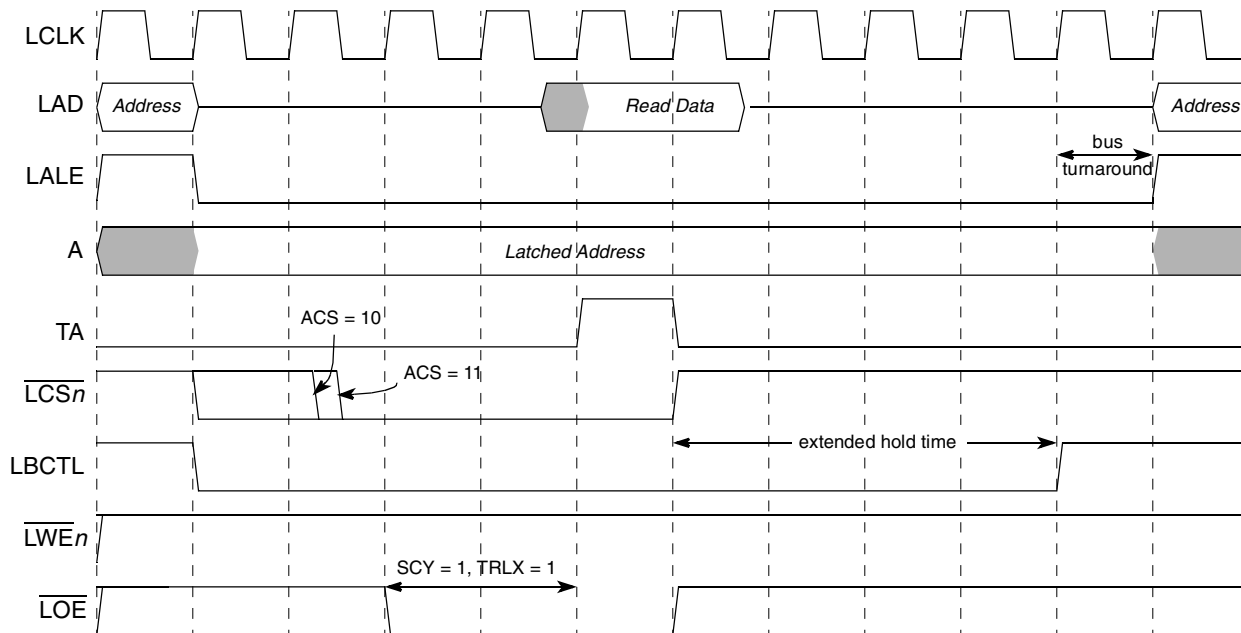 LCLK
LAD
Address
Read Data
Address
LALE
bus
turnaround
A
Latched Address
TA
ACS = 10
LCSn
ACS = 11
LBCTL
extended hold time
LWEn
LOE
SCY = 1, TRLX = 1